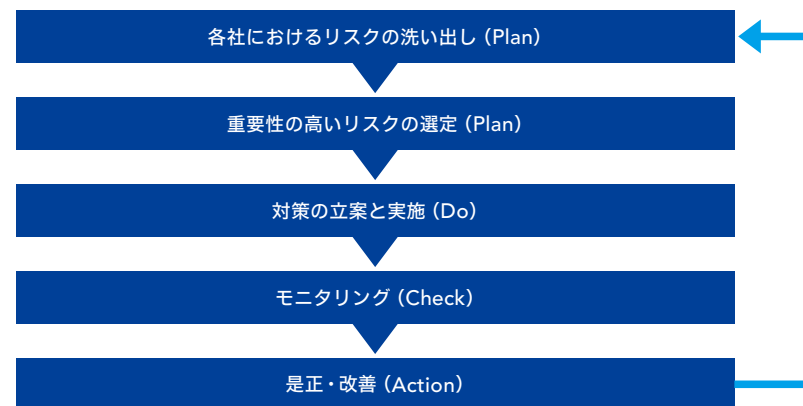 各社におけるリスクの洗い出し（Plan）
重要性の高いリスクの選定（Plan）
対策の立案と実施（Do）
モニタリング（Check）
是正・改善（Action）